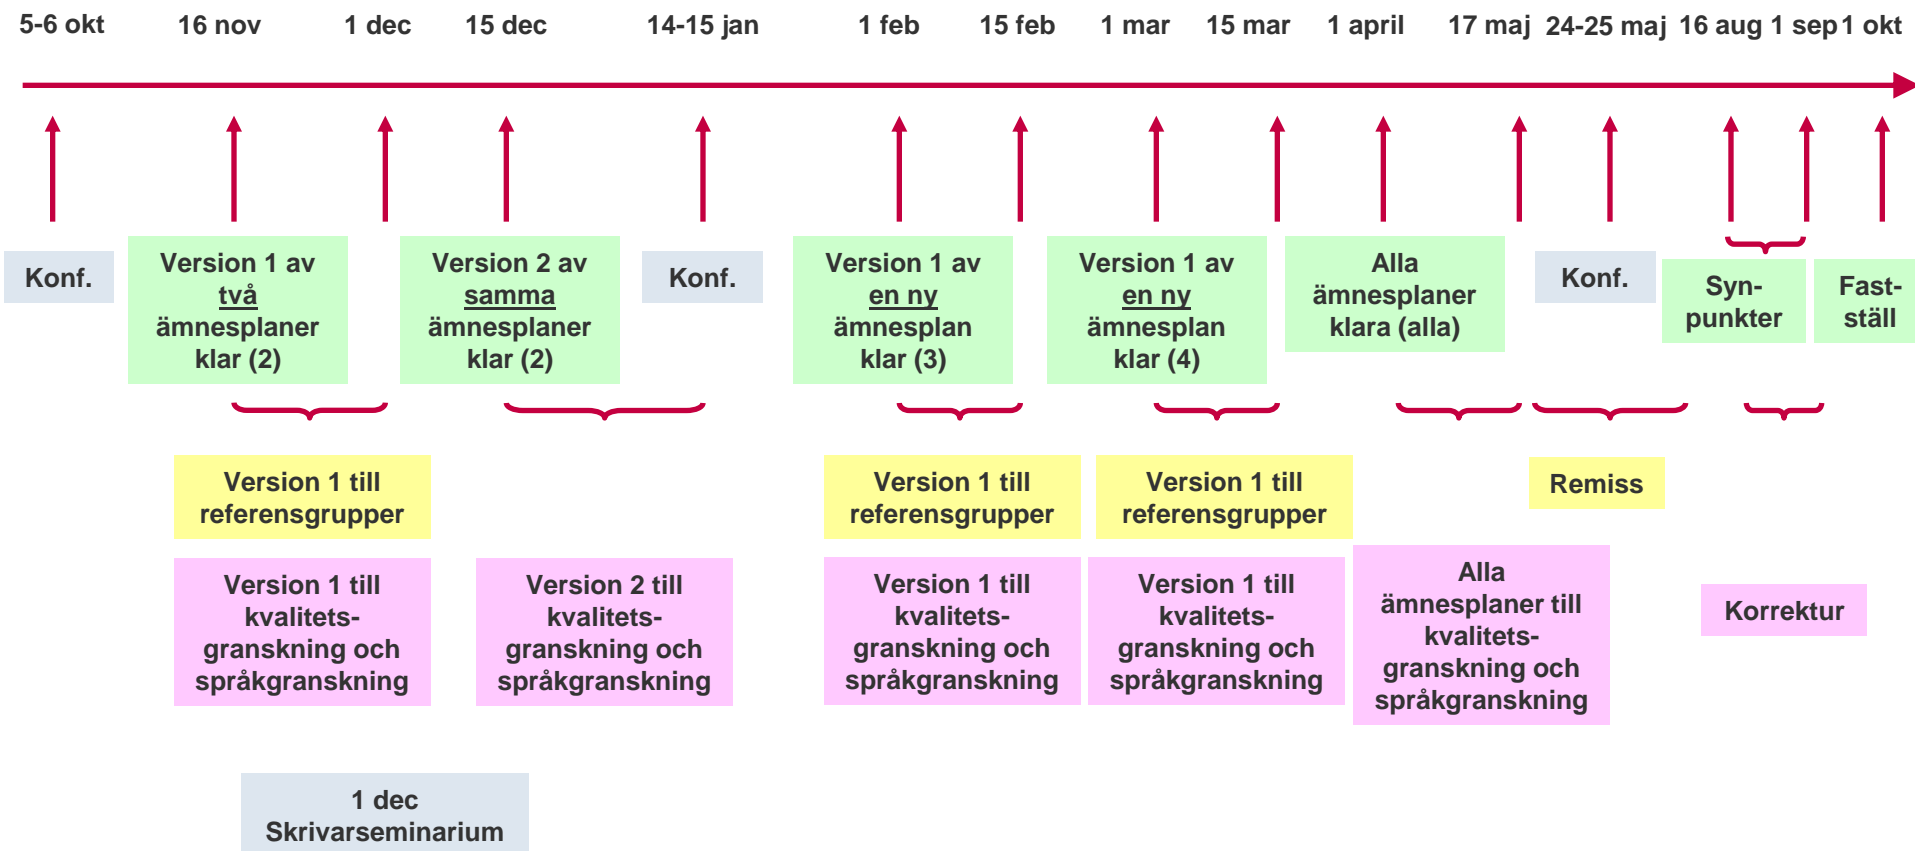 5-6 okt 16 nov 1 dec 15 dec 14-15 jan 1 feb 15 feb 1 mar 15 mar 1 april 17 maj 24-25 maj 16 aug 1 sep 1 okt
Konf.
Version 1 av
två
ämnesplaner
klar (2)
Version 2 av
samma
ämnesplaner
klar (2)
Konf.
Version 1 av
en ny
ämnesplan
klar (3)
Version 1 av
en ny
ämnesplan
klar (4)
Alla
ämnesplaner
klara (alla)
Konf.
Syn-
punkter
Fast-
ställ
Version 1 till
referensgrupper
Version 1 till
referensgrupper
Version 1 till
referensgrupper
Remiss
Version 1 till
kvalitets-
granskning och
språkgranskning
Version 2 till
kvalitets-
granskning och
språkgranskning
Version 1 till
kvalitets-
granskning och
språkgranskning
Version 1 till
kvalitets-
granskning och
språkgranskning
Alla
ämnesplaner till
kvalitets-
granskning och
språkgranskning
Korrektur
1 dec
Skrivarseminarium